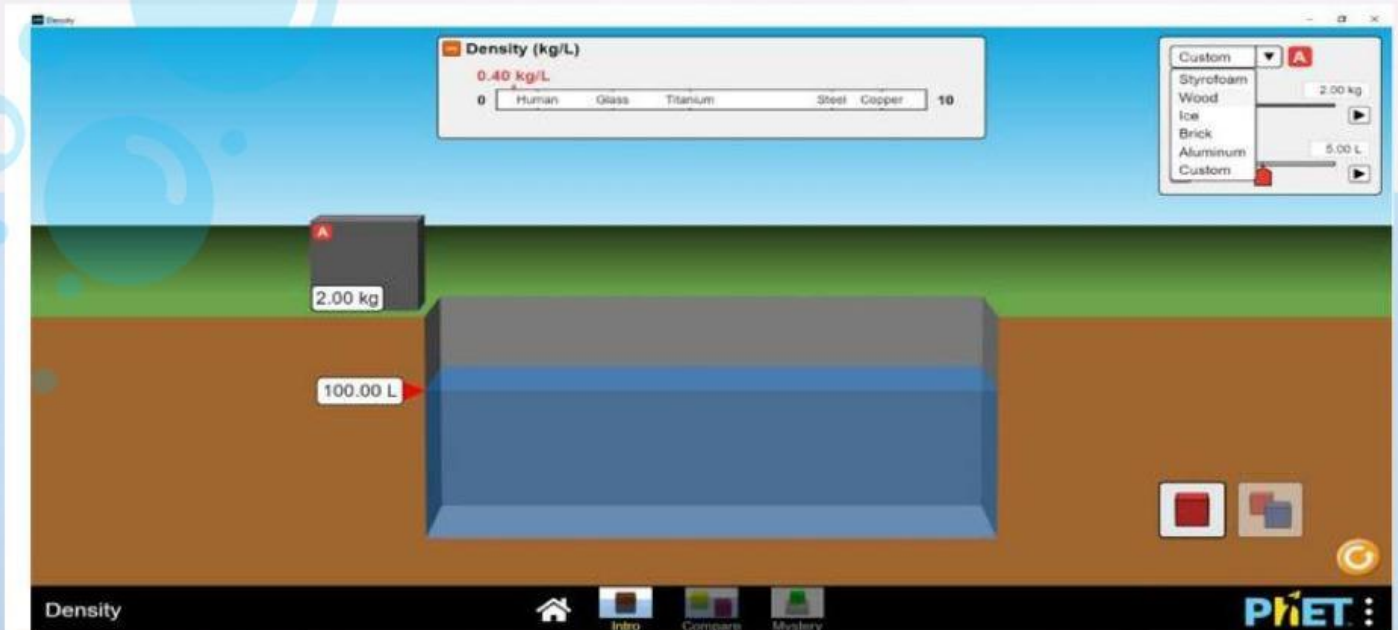 Density
Density (kg/L)
0.40 kg/L
0 Human Glass Titanium Steel Copper 10
Custom A
Styrofoam
Wood
Ice
Brick
Aluminum
Custom
2.00 kg
5.00 L
A
2.00 kg
100.00 L
Density
Intro Compare Mystery
PhET